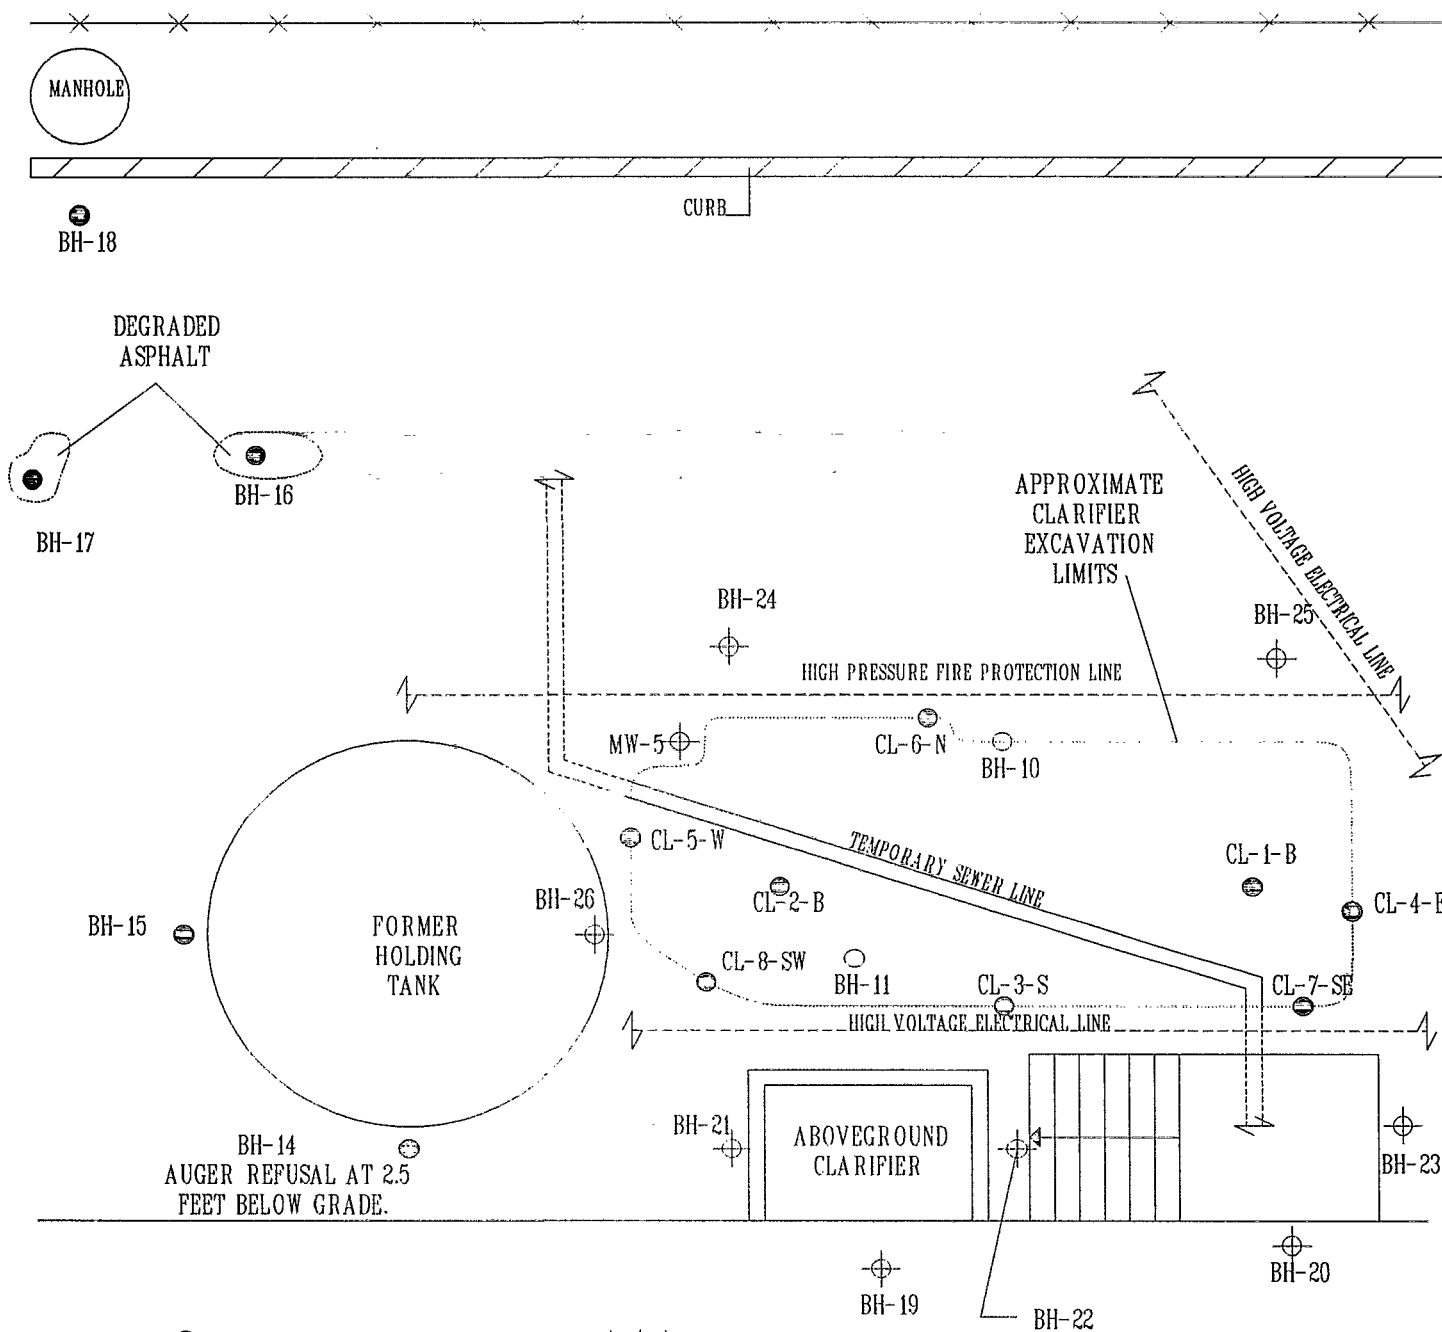 MANHOLE
CURB
BH-18
DEGRADED
ASPHALT
BH-16
BH-17
APPROXIMATE
CLARIFIER
EXCAVATION
LIMITS
HIGH VOLTAGE ELECTRICAL LINE
BH-24
BH-25
HIGH PRESSURE FIRE PROTECTION LINE
MW-5
CL-6-N
BH-10
CL-5-W
TEMPORARY SEWER LINE
CL-1-B
CL-2-B
BH-26
CL-4-E
BH-15
FORMER
HOLDING
TANK
CL-8-SW
BH-11
CL-3-S
CL-7-SE
HIGH VOLTAGE ELECTRICAL LINE
BH-21
ABOVEGROUND
CLARIFIER
BH-14
AUGER REFUSAL AT 2.5
FEET BELOW GRADE.
BH-23
BH-20
BH-19
BH-22